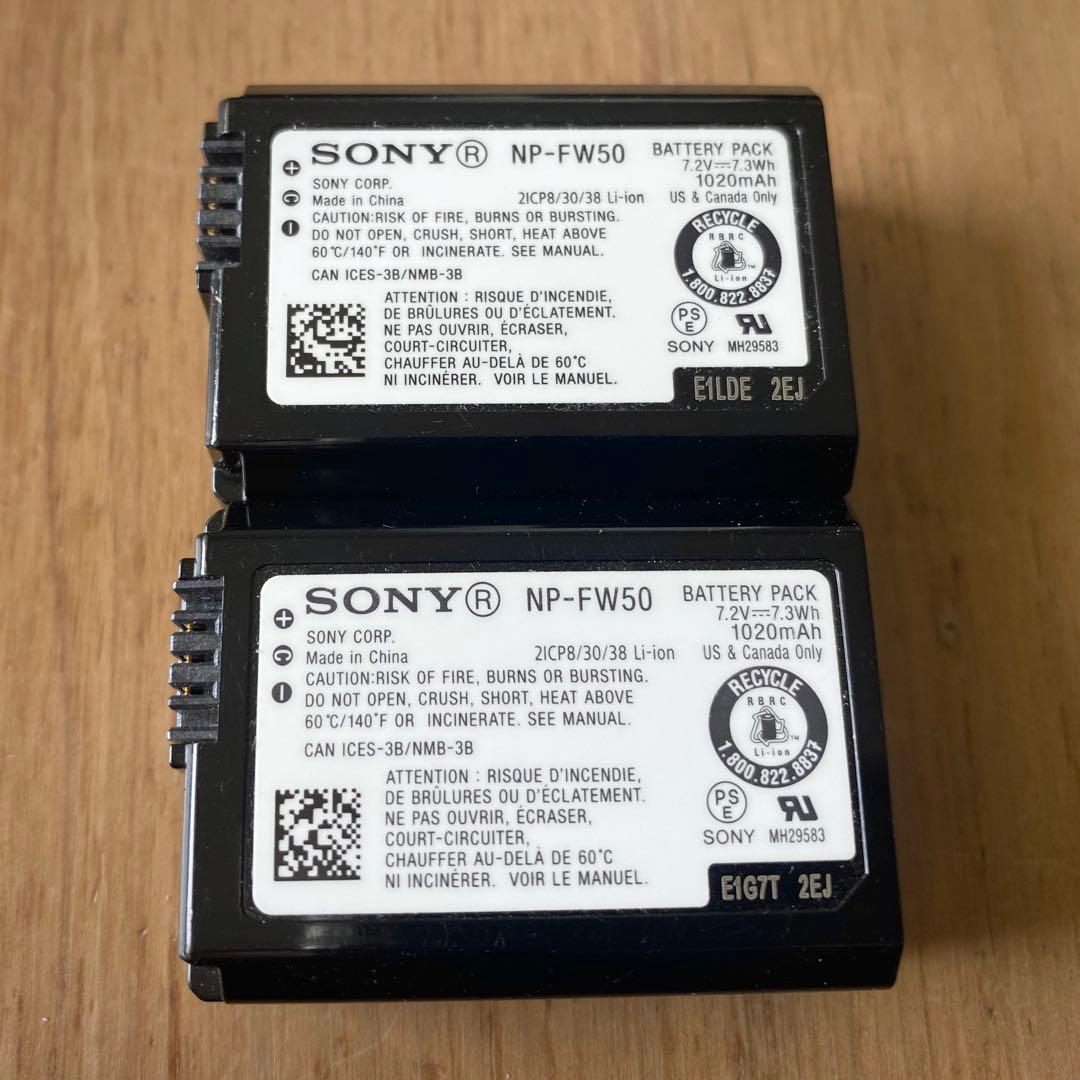 SONY® NP-FW50 BATTERY PACK
7.2V⎓7.3Wh
SONY CORP. 1020mAh
Made in China 2ICP8/30/38 Li-ion US & Canada Only
CAUTION:RISK OF FIRE, BURNS OR BURSTING.
DO NOT OPEN, CRUSH, SHORT, HEAT ABOVE
60℃/140℉ OR INCINERATE. SEE MANUAL.
CAN ICES-3B/NMB-3B
RECYCLE
RBRC
Li-ion
1.800.822.8837
ATTENTION : RISQUE D'INCENDIE,
DE BRÛLURES OU D'ÉCLATEMENT.
NE PAS OUVRIR, ÉCRASER,
COURT-CIRCUITER,
CHAUFFER AU-DELÀ DE 60℃
NI INCINÉRER. VOIR LE MANUEL.
PS
E
RU
SONY MH29583
E1LDE 2EJ
SONY® NP-FW50 BATTERY PACK
7.2V⎓7.3Wh
SONY CORP. 1020mAh
Made in China 2ICP8/30/38 Li-ion US & Canada Only
CAUTION:RISK OF FIRE, BURNS OR BURSTING.
DO NOT OPEN, CRUSH, SHORT, HEAT ABOVE
60℃/140℉ OR INCINERATE. SEE MANUAL.
CAN ICES-3B/NMB-3B
RECYCLE
RBRC
Li-ion
1.800.822.8837
ATTENTION : RISQUE D'INCENDIE,
DE BRÛLURES OU D'ÉCLATEMENT.
NE PAS OUVRIR, ÉCRASER,
COURT-CIRCUITER,
CHAUFFER AU-DELÀ DE 60℃
NI INCINÉRER. VOIR LE MANUEL.
PS
E
RU
SONY MH29583
E1G7T 2EJ